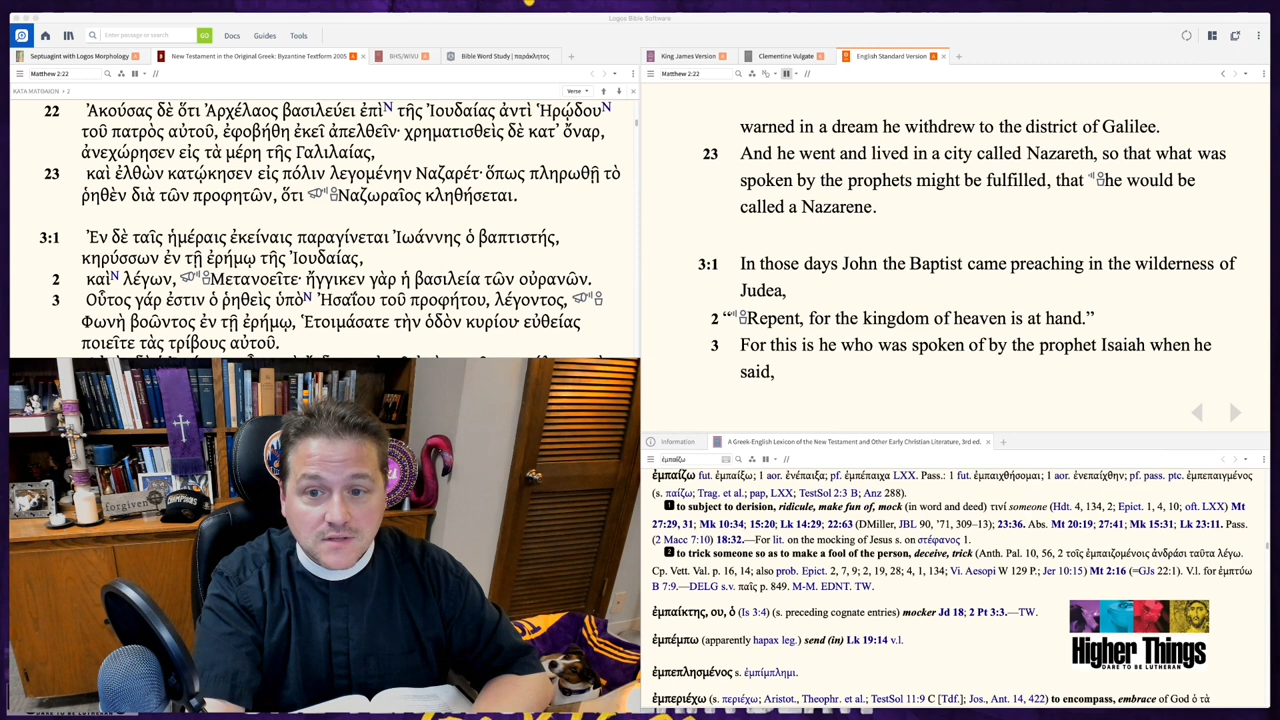 Logos Bible Software
Enter passage or search
GO
Docs
Guides
Tools
Septuagint with Logos Morphology A
New Testament in the Original Greek: Byzantine Textform 2005 A ×
BHS/WIVU A
Bible Word Study | παράκλητος
+
King James Version A
Clementine Vulgate A
English Standard Version A ×
+
Matthew 2:22
Matthew 2:22
ΚΑΤΑ ΜΑΤΘΑΙΟΝ > 2
Verse
22 Ἀκούσας δὲ ὅτι Ἀρχέλαος βασιλεύει ἐπὶN τῆς Ἰουδαίας ἀντὶ ῾ΗρῴδουN
τοῦ πατρὸς αὐτοῦ, ἐφοβήθη ἐκεῖ ἀπελθεῖν· χρηματισθεὶς δὲ κατ’ ὄναρ,
ἀνεχώρησεν εἰς τὰ μέρη τῆς Γαλιλαίας,
23 καὶ ἐλθὼν κατῴκησεν εἰς πόλιν λεγομένην Ναζαρέτ· ὅπως πληρωθῇ τὸ
ῥηθὲν διὰ τῶν προφητῶν, ὅτι Ναζωραῖος κληθήσεται.
3:1 Ἐν δὲ ταῖς ἡμέραις ἐκείναις παραγίνεται Ἰωάννης ὁ βαπτιστής,
κηρύσσων ἐν τῇ ἐρήμῳ τῆς Ἰουδαίας,
2 καὶN λέγων, Μετανοεῖτε· ἤγγικεν γὰρ ἡ βασιλεία τῶν οὐρανῶν.
3 Οὗτος γάρ ἐστιν ὁ ῥηθεὶς ὑπὸN Ἠσαΐου τοῦ προφήτου, λέγοντος,
Φωνὴ βοῶντος ἐν τῇ ἐρήμῳ, Ἑτοιμάσατε τὴν ὁδὸν κυρίου· εὐθείας
ποιεῖτε τὰς τρίβους αὐτοῦ.
warned in a dream he withdrew to the district of Galilee.
23 And he went and lived in a city called Nazareth, so that what was
spoken by the prophets might be fulfilled, that he would be
called a Nazarene.
3:1 In those days John the Baptist came preaching in the wilderness of
Judea,
2 “Repent, for the kingdom of heaven is at hand.”
3 For this is he who was spoken of by the prophet Isaiah when he
said,
Information
A Greek-English Lexicon of the New Testament and Other Early Christian Literature, 3rd ed. ×
+
ἐμπαίζω
ἐμπαίζω fut. ἐμπαίξω; 1 aor. ἐνέπαιξα; pf. ἐμπέπαιχα LXX. Pass.: 1 fut. ἐμπαιχθήσομαι; 1 aor. ἐνεπαίχθην; pf. pass. ptc. ἐμπεπαιγμένος
(s. παίζω; Trag. et al.; pap, LXX; TestSol 2:3 B; Anz 288).
1 to subject to derision, ridicule, make fun of, mock (in word and deed) τινί someone (Hdt. 4, 134, 2; Epict. 1, 4, 10; oft. LXX) Mt
27:29, 31; Mk 10:34; 15:20; Lk 14:29; 22:63 (DMiller, JBL 90, ’71, 309–13); 23:36. Abs. Mt 20:19; 27:41; Mk 15:31; Lk 23:11. Pass.
(2 Macc 7:10) 18:32.—For lit. on the mocking of Jesus s. on στέφανος 1.
2 to trick someone so as to make a fool of the person, deceive, trick (Anth. Pal. 10, 56, 2 τοῖς ἐμπαιζομένοις ἀνδράσι ταῦτα λέγω.
Cp. Vett. Val. p. 16, 14; also prob. Epict. 2, 7, 9; 2, 19, 28; 4, 1, 134; Vi. Aesopi W 129 P.; Jer 10:15) Mt 2:16 (=GJs 22:1). V.l. for ἐμπτύω
B 7:9.—DELG s.v. παῖς p. 849. M-M. EDNT. TW.
ἐμπαίκτης, ου, ὁ (Is 3:4) (s. preceding cognate entries) mocker Jd 18; 2 Pt 3:3.—TW.
ἐμπέμπω (apparently hapax leg.) send (in) Lk 19:14 v.l.
ἐμπεπλησμένος s. ἐμπίμπλημι.
ἐμπεριέχω (s. περιέχω; Aristot., Theophr. et al.; TestSol 11:9 C [Tdf.]; Jos., Ant. 14, 422) to encompass, embrace of God ὁ τὰ
Higher Things
DARE TO BE LUTHERAN
forgiven